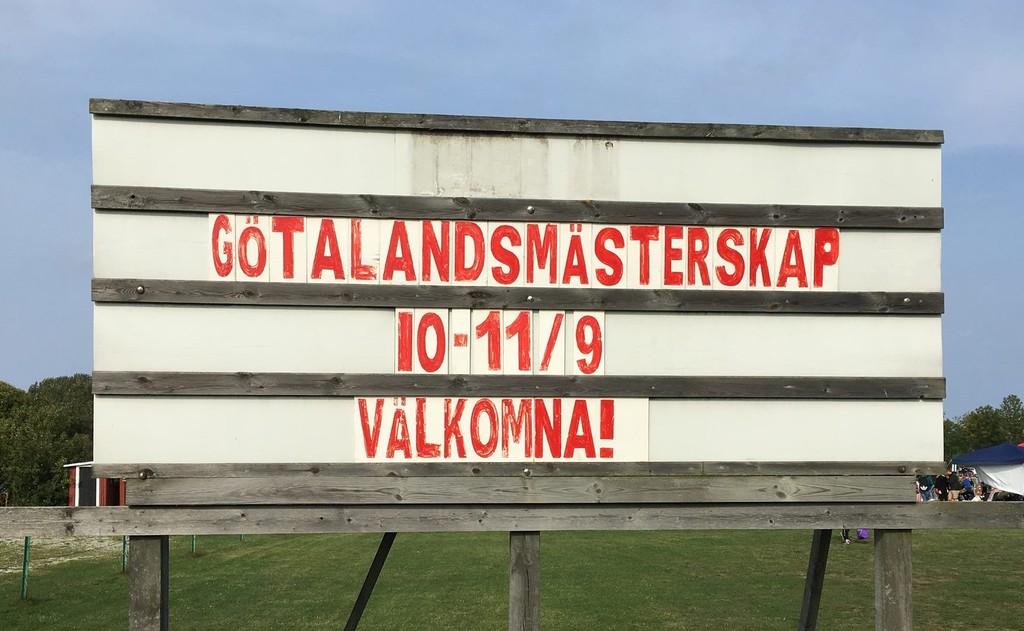 GÖTALANDSMÄSTERSKAP
10-11/9
VÄLKOMNA!